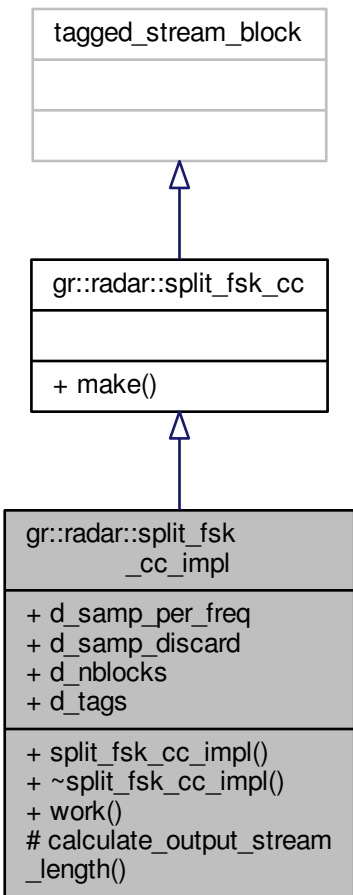 tagged_stream_block
gr::radar::split_fsk_cc
+ make()
gr::radar::split_fsk
_cc_impl
+ d_samp_per_freq
+ d_samp_discard
+ d_nblocks
+ d_tags
+ split_fsk_cc_impl()
+ ~split_fsk_cc_impl()
+ work()
# calculate_output_stream
_length()